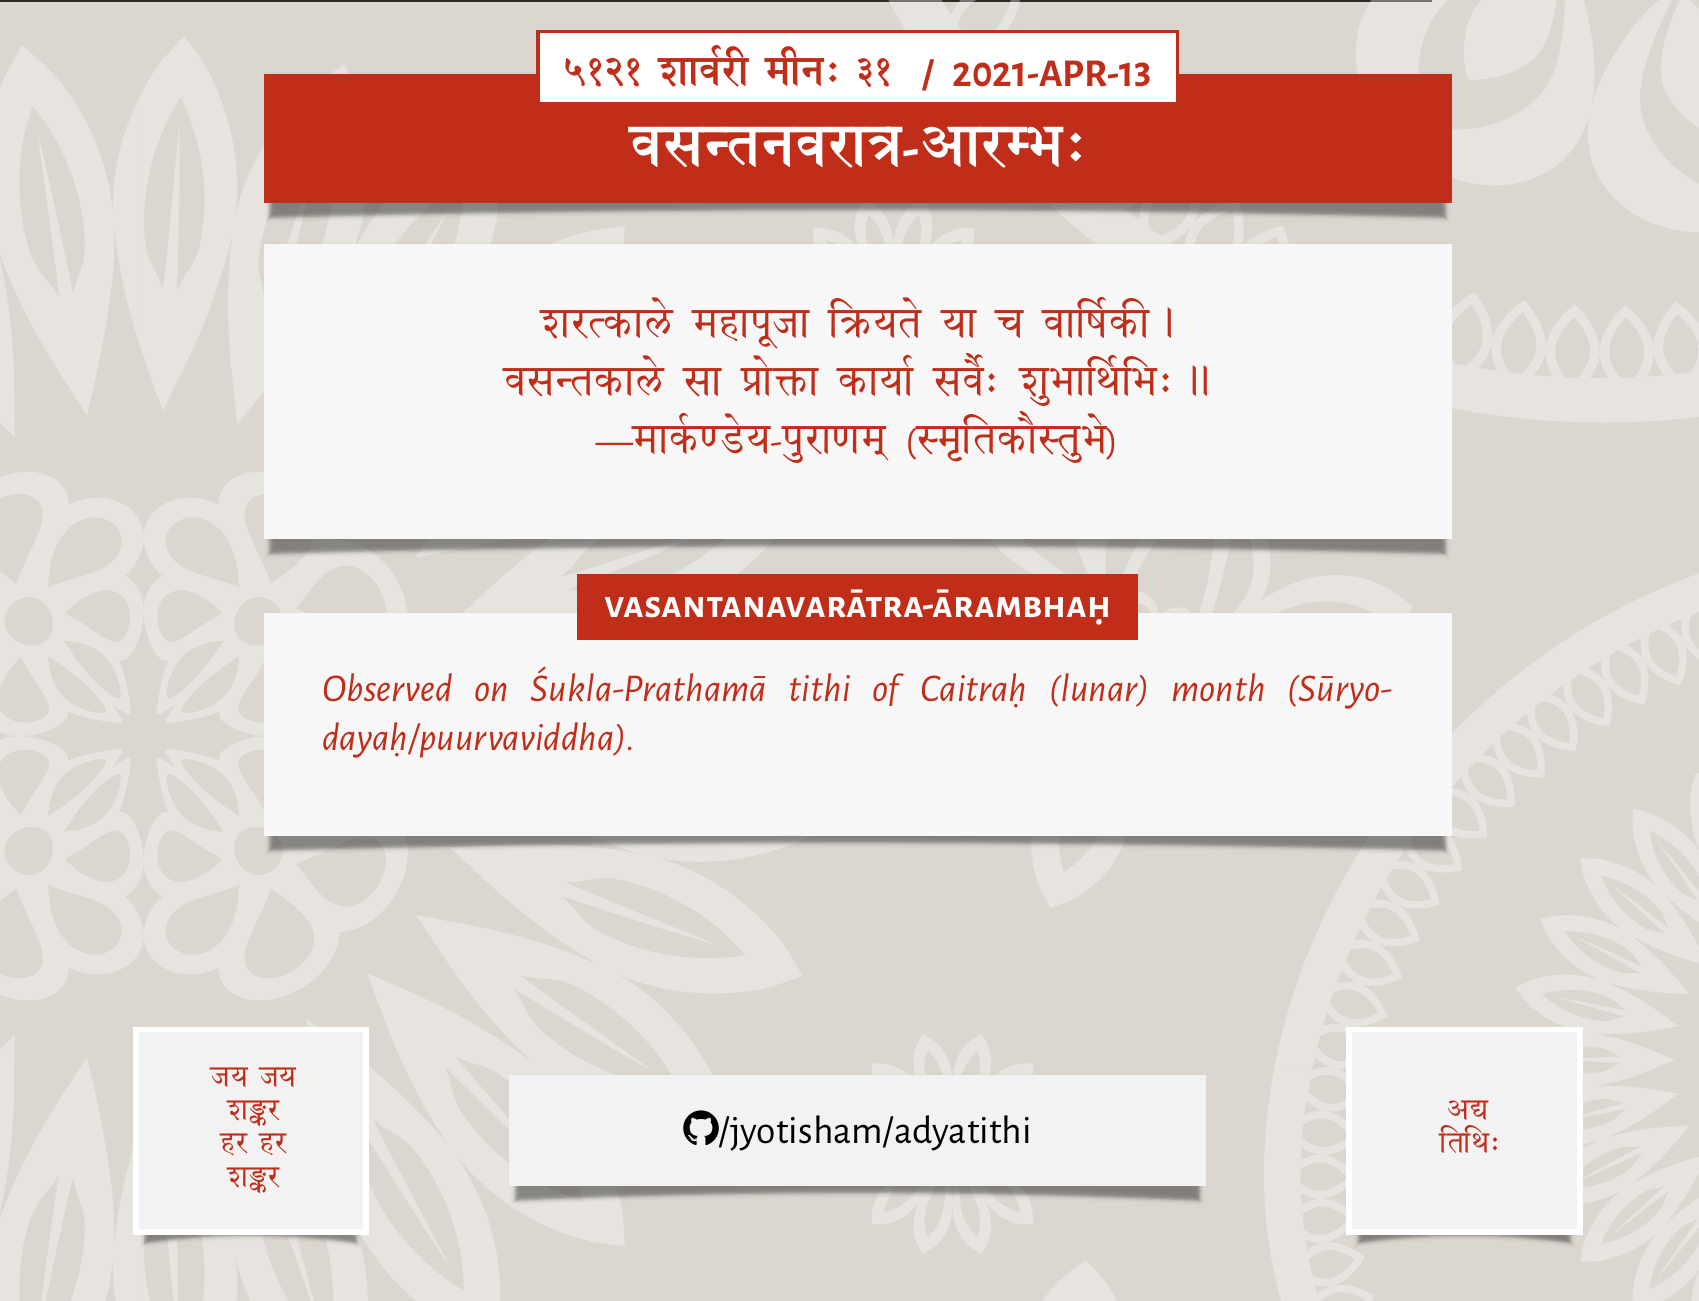 ५१२१ शार्वरी मीनः ३१ / 2021-APR-13
वसन्तनवरात्र-आरम्भः
शरत्काले महापूजा क्रियते या च वार्षिकी ।
वसन्तकाले सा प्रोक्ता कार्या सर्वैः शुभार्थिभिः ॥
—मार्कण्डेय-पुराणम् (स्मृतिकौस्तुभे)
VASANTANAVARĀTRA-ĀRAMBHAḤ
Observed on Śukla-Prathamā tithi of Caitraḥ (lunar) month (Sūryo-
dayaḥ/puurvaviddha).
जय जय
शङ्कर
हर हर
शङ्कर
/jyotisham/adyatithi
अद्य
तिथिः